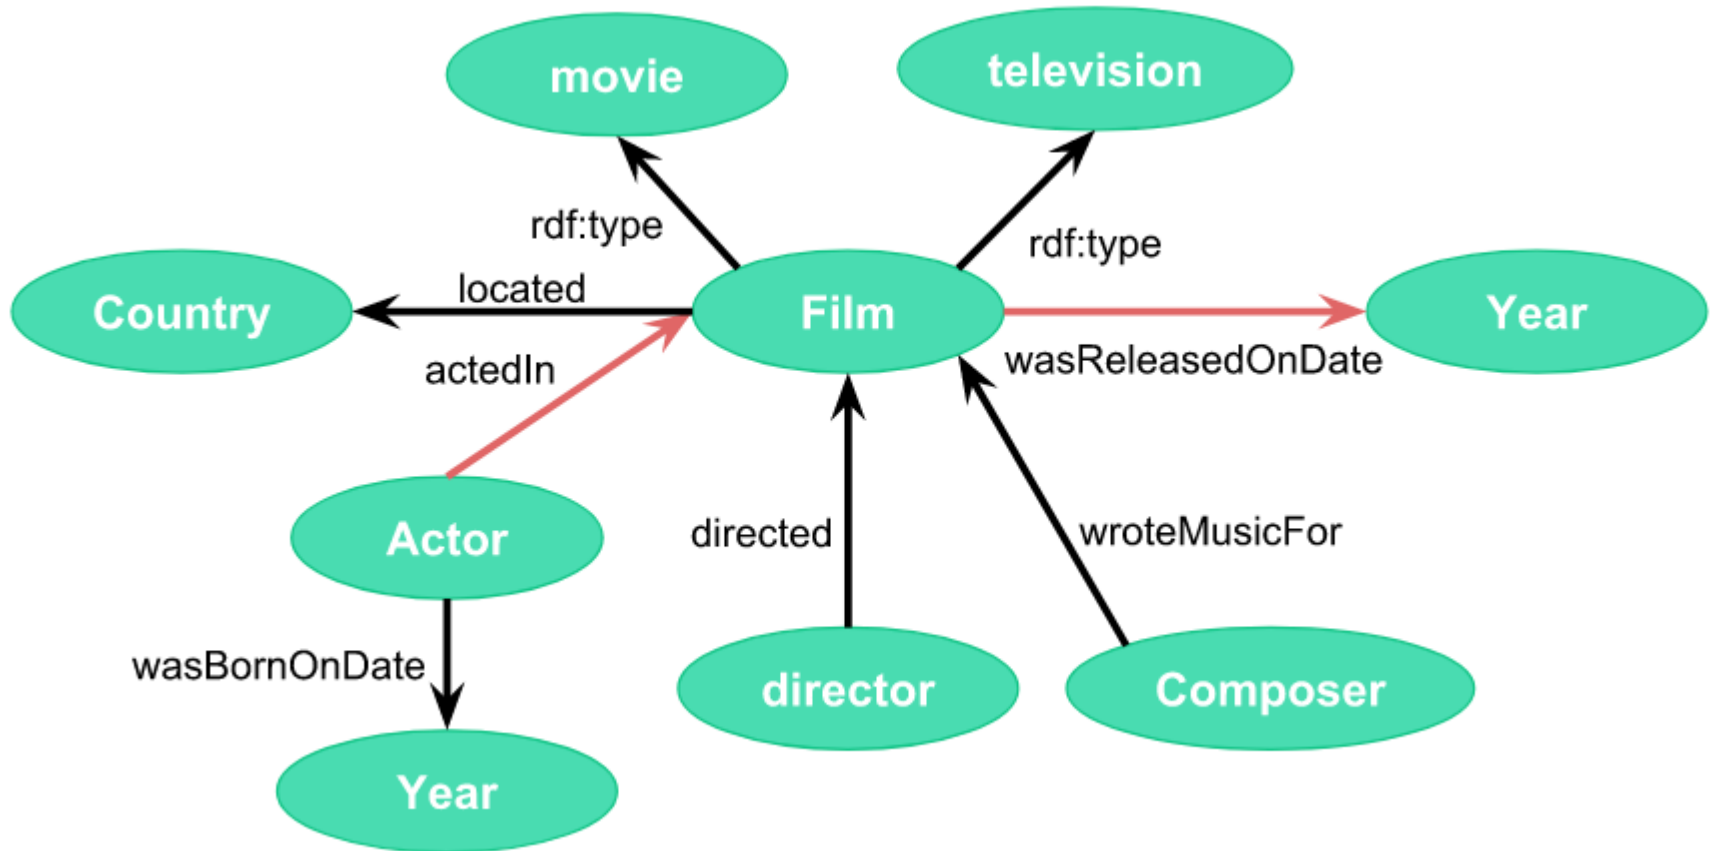 movie
television
rdf:type
rdf:type
Country
located
Film
Year
wasReleasedOnDate
actedIn
Actor
directed
wroteMusicFor
wasBornOnDate
director
Composer
Year